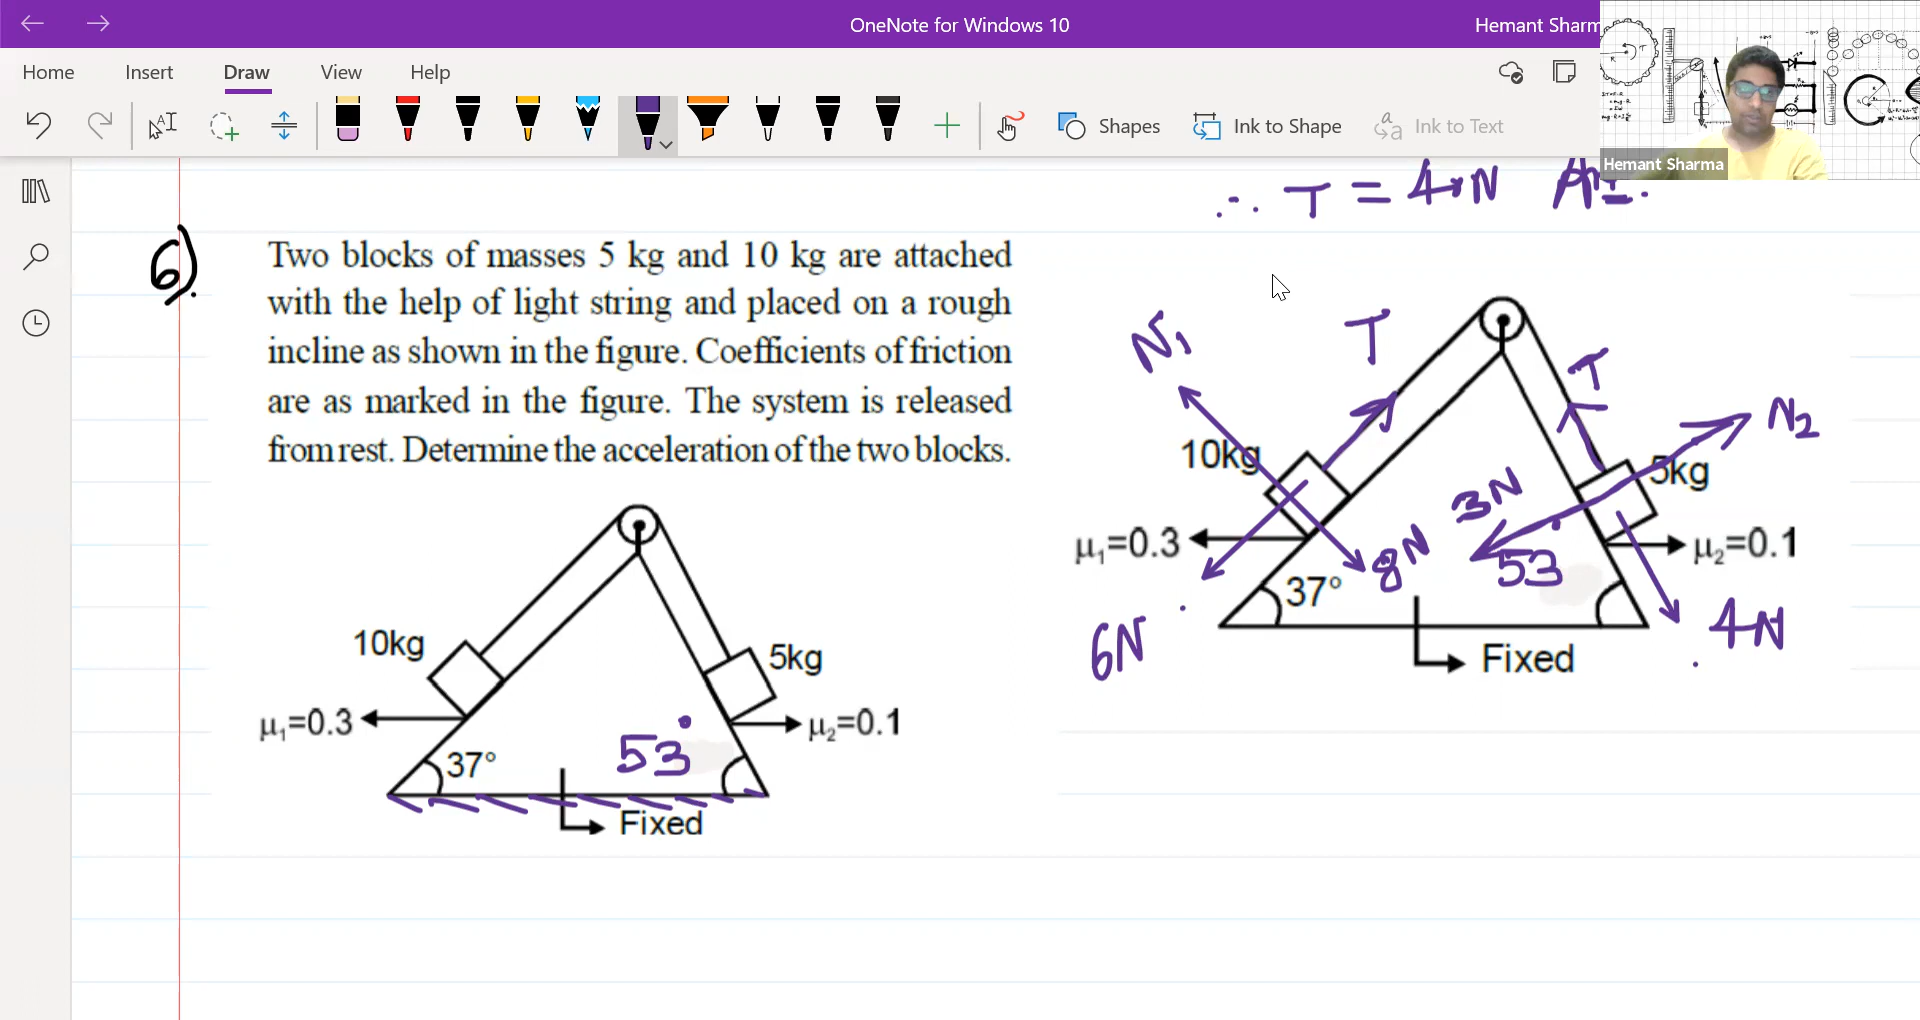 OneNote for Windows 10
Hemant Sharm
Home Insert Draw View Help
Shapes Ink to Shape Ink to Text
Hemant Sharma
∴ T = 4·N Ans.
6).
Two blocks of masses 5 kg and 10 kg are attached
with the help of light string and placed on a rough
incline as shown in the figure. Coefficients of friction
are as marked in the figure. The system is released
from rest. Determine the acceleration of the two blocks.
10kg
5kg
μ₁=0.3
μ₂=0.1
37°
53°
Fixed
N₁
T
T
N₂
10kg
5kg
3N
μ₁=0.3
8N
μ₂=0.1
37°
53°
6N
4N
Fixed